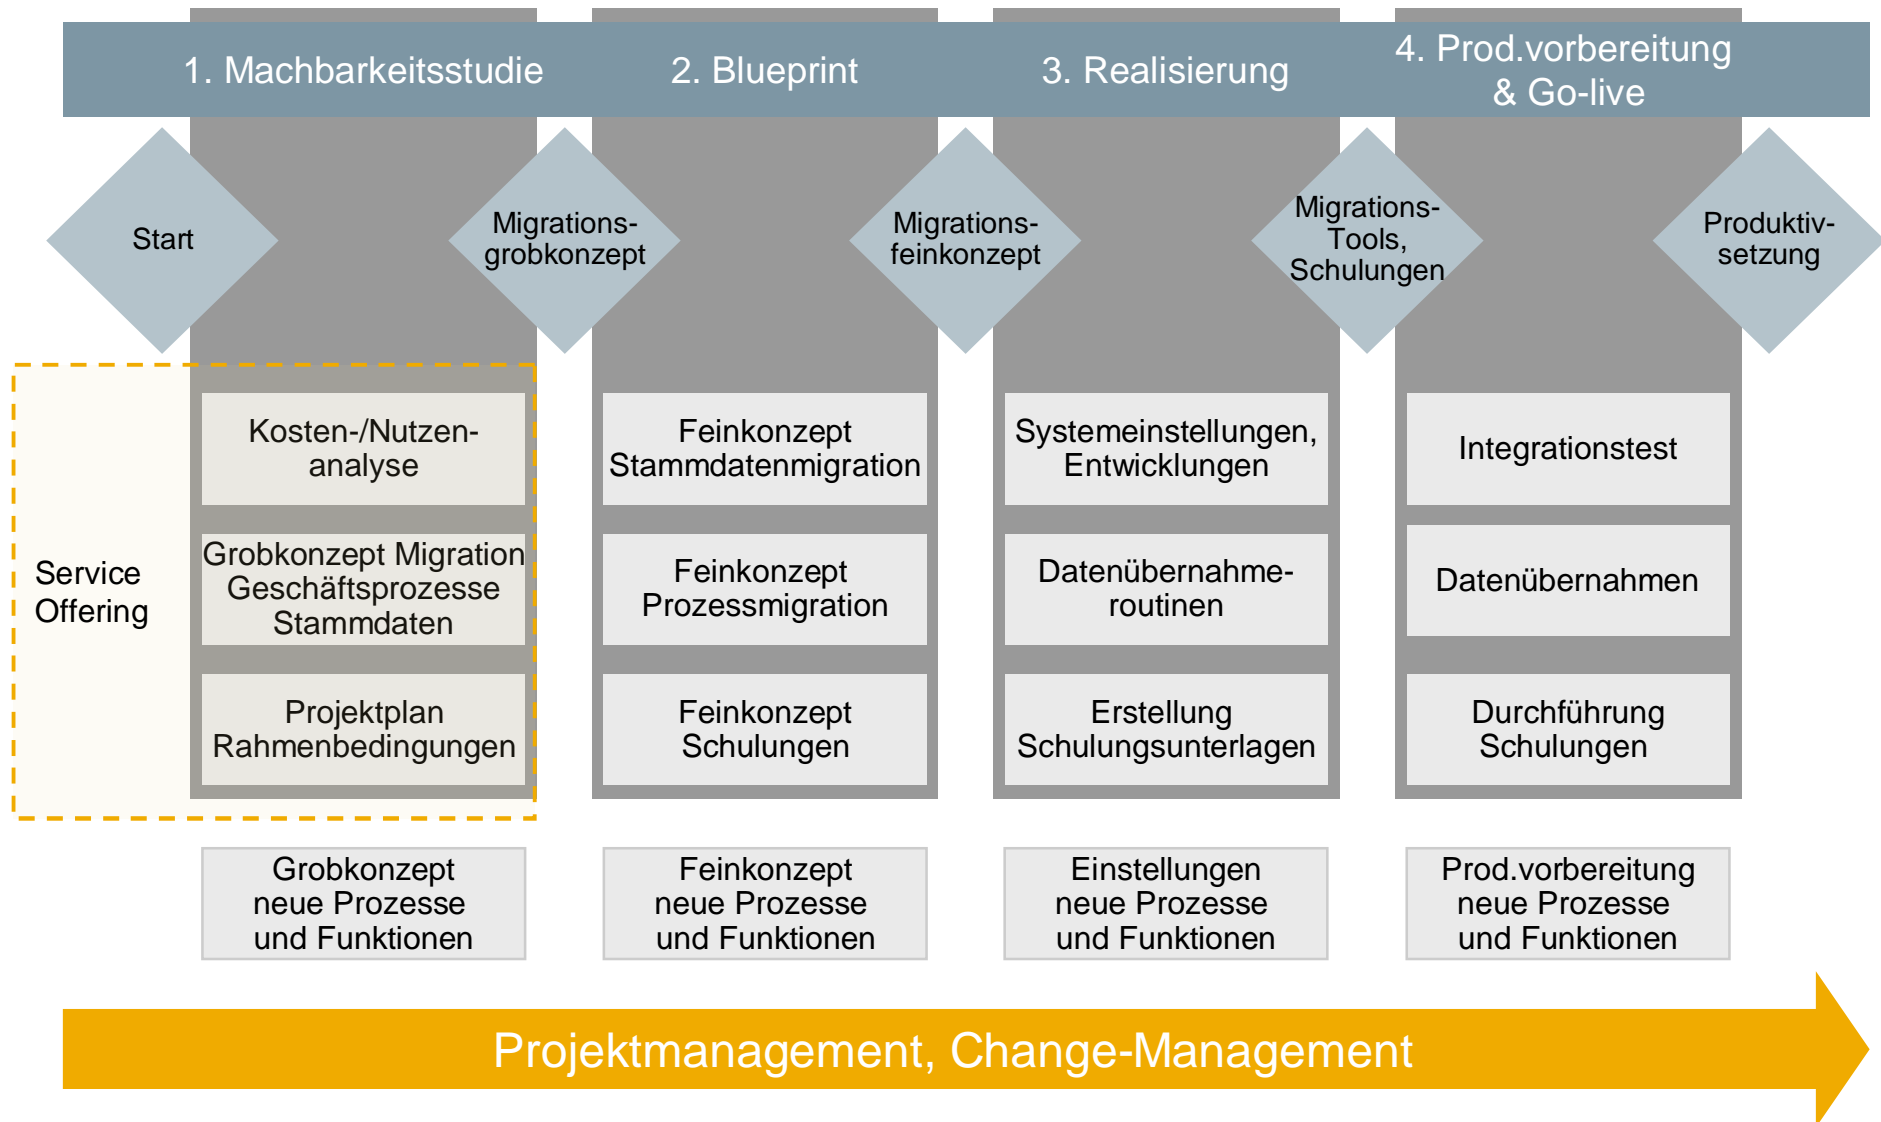 1. Machbarkeitsstudie
2. Blueprint
3. Realisierung
4. Prod.vorbereitung
& Go-live
Start
Migrations-
grobkonzept
Migrations-
feinkonzept
Migrations-
Tools,
Schulungen
Produktiv-
setzung
Service
Offering
Kosten-/Nutzen-
analyse
Feinkonzept
Stammdatenmigration
Systemeinstellungen,
Entwicklungen
Integrationstest
Grobkonzept Migration
Geschäftsprozesse
Stammdaten
Feinkonzept
Prozessmigration
Datenübernahme-
routinen
Datenübernahmen
Projektplan
Rahmenbedingungen
Feinkonzept
Schulungen
Erstellung
Schulungsunterlagen
Durchführung
Schulungen
Grobkonzept
neue Prozesse
und Funktionen
Feinkonzept
neue Prozesse
und Funktionen
Einstellungen
neue Prozesse
und Funktionen
Prod.vorbereitung
neue Prozesse
und Funktionen
Projektmanagement, Change-Management